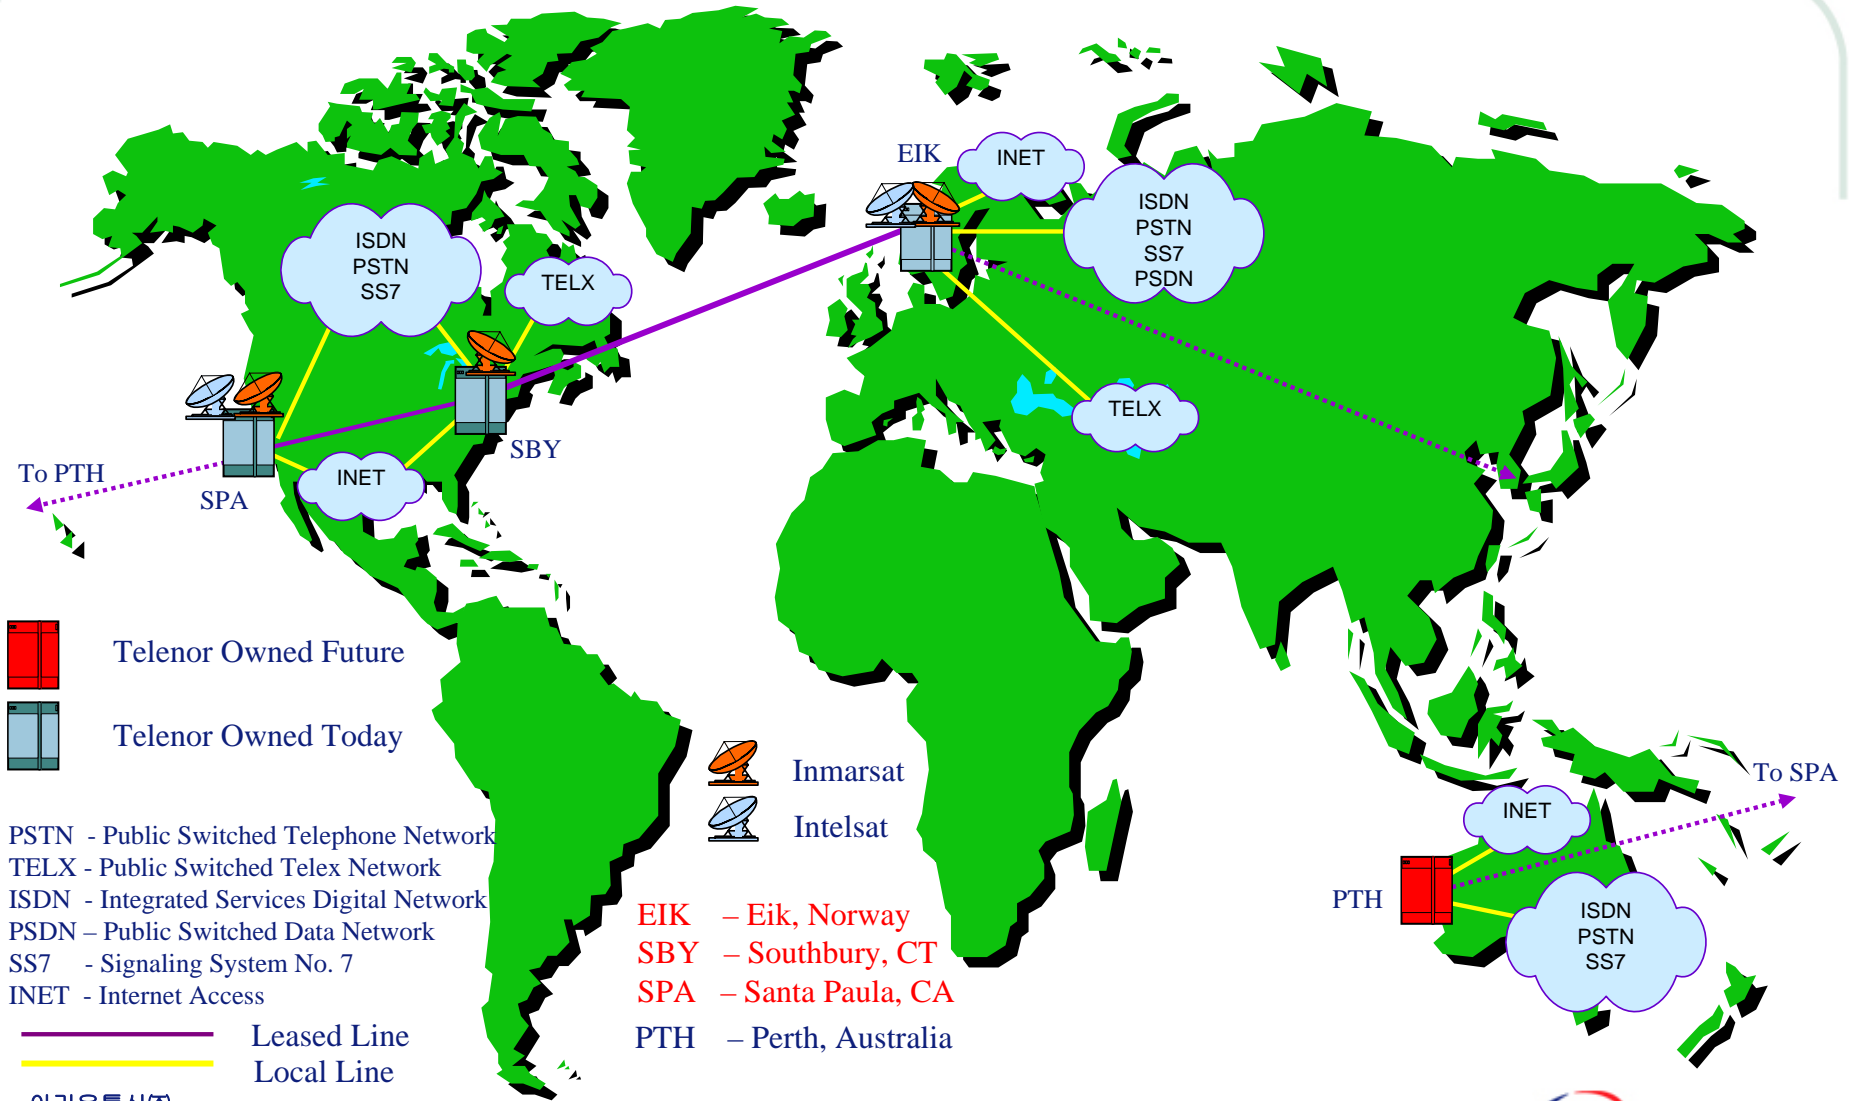 EIK
INET
ISDN
PSTN
SS7
PSDN
ISDN
PSTN
SS7
TELX
TELX
SBY
To PTH
INET
SPA
Telenor Owned Future
Telenor Owned Today
Inmarsat
Intelsat
To SPA
INET
PTH
ISDN
PSTN
SS7
PSTN - Public Switched Telephone Network
TELX - Public Switched Telex Network
ISDN - Integrated Services Digital Network
PSDN – Public Switched Data Network
SS7 - Signaling System No. 7
INET - Internet Access
Leased Line
Local Line
EIK – Eik, Norway
SBY – Southbury, CT
SPA – Santa Paula, CA
PTH – Perth, Australia